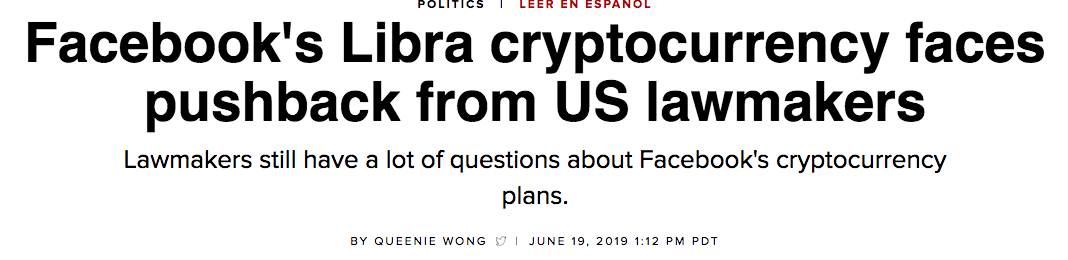 POLITICS | LEER EN ESPAÑOL
Facebook's Libra cryptocurrency faces
pushback from US lawmakers
Lawmakers still have a lot of questions about Facebook's cryptocurrency
plans.
BY QUEENIE WONG | JUNE 19, 2019 1:12 PM PDT